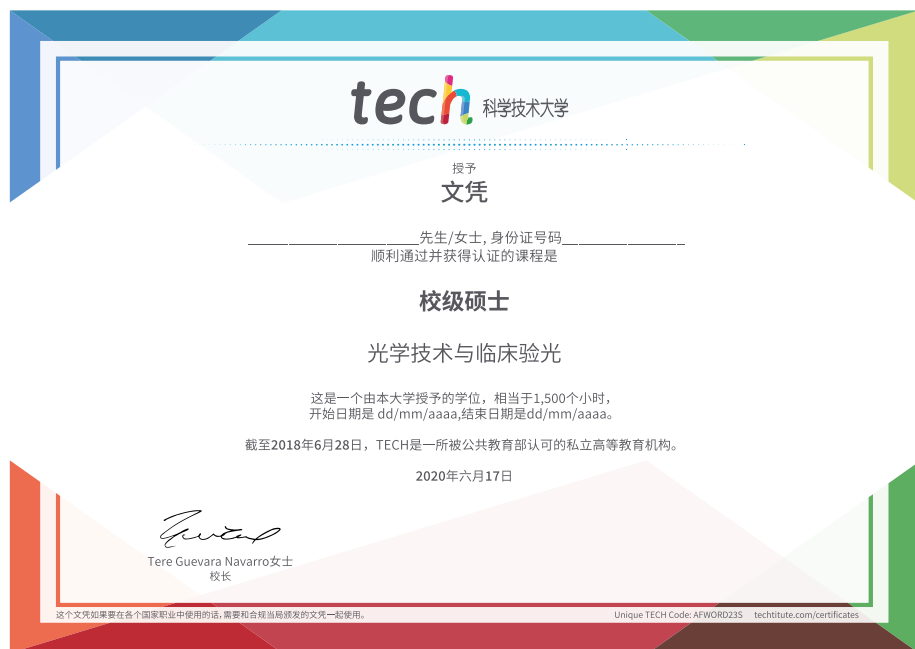 tech 科学技术大学
授予
文凭
______________________先生/女士, 身份证号码________________
顺利通过并获得认证的课程是
校级硕士
光学技术与临床验光
这是一个由本大学授予的学位，相当于1,500个小时，
开始日期是 dd/mm/aaaa,结束日期是dd/mm/aaaa。
截至2018年6月28日，TECH是一所被公共教育部认可的私立高等教育机构。
2020年六月17日
Tere Guevara Navarro女士
校长
这个文凭如果要在各个国家职业中使用的话,需要和合规当局颁发的文凭一起使用。
Unique TECH Code: AFWORD23S techtitute.com/certificates